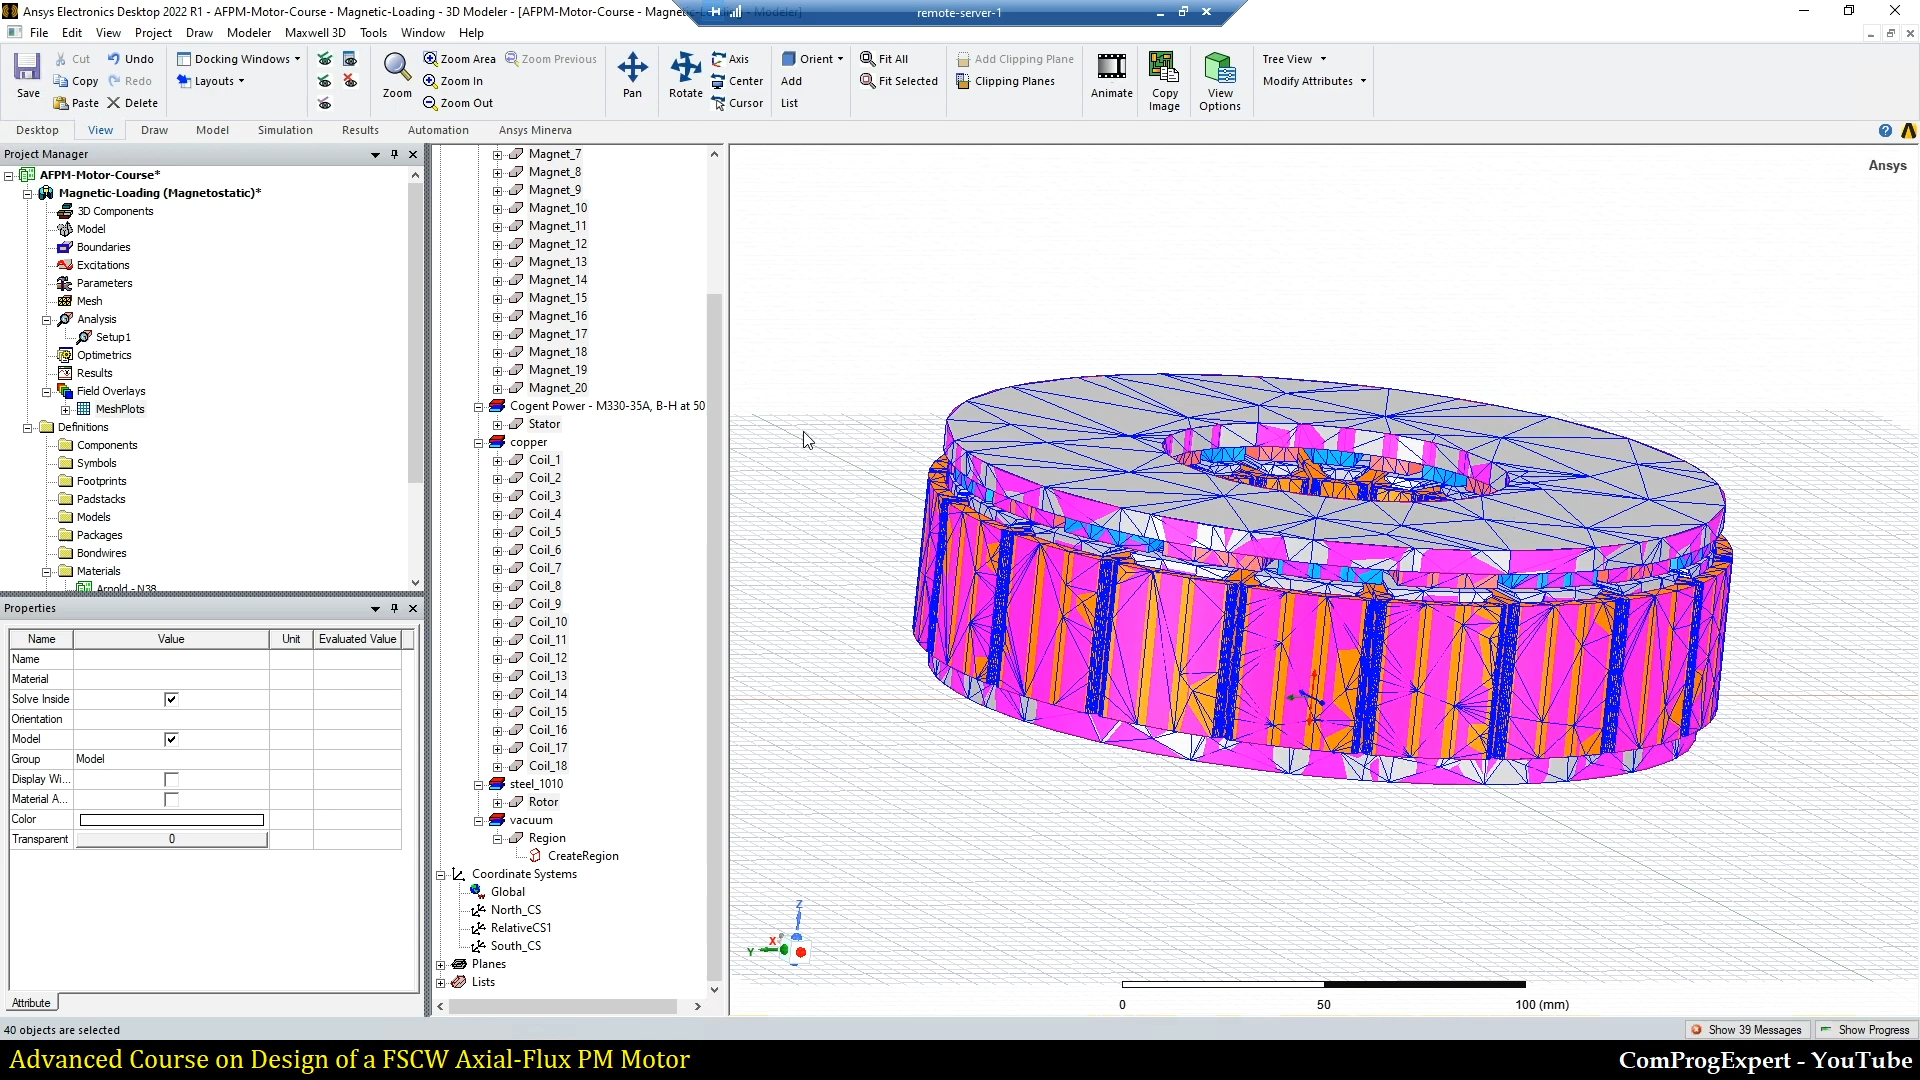 Ansys Electronics Desktop 2022 R1 - AFPM-Motor-Course - Magnetic-Loading - 3D Modeler - [AFPM-Motor-Course - Magnetic-L
remote-server-1
File Edit View Project Draw Modeler Maxwell 3D Tools Window Help
Save
Cut
Copy
Paste
Undo
Redo
Delete
Docking Windows
Layouts
Zoom
Zoom Area
Zoom In
Zoom Out
Zoom Previous
Pan
Rotate
Axis
Center
Cursor
Orient
Add
List
Fit All
Fit Selected
Add Clipping Plane
Clipping Planes
Animate
Copy Image
View Options
Tree View
Modify Attributes
Desktop View Draw Model Simulation Results Automation Ansys Minerva
Project Manager
AFPM-Motor-Course*
Magnetic-Loading (Magnetostatic)*
3D Components
Model
Boundaries
Excitations
Parameters
Mesh
Analysis
Setup1
Optimetrics
Results
Field Overlays
MeshPlots
Definitions
Components
Symbols
Footprints
Padstacks
Models
Packages
Bondwires
Materials
Arnold - N38
Properties
Name Value Unit Evaluated Value
Name
Material
Solve Inside
Orientation
Model
Group Model
Display Wi...
Material A...
Color
Transparent 0
Attribute
Magnet_7
Magnet_8
Magnet_9
Magnet_10
Magnet_11
Magnet_12
Magnet_13
Magnet_14
Magnet_15
Magnet_16
Magnet_17
Magnet_18
Magnet_19
Magnet_20
Cogent Power - M330-35A, B-H at 50
Stator
copper
Coil_1
Coil_2
Coil_3
Coil_4
Coil_5
Coil_6
Coil_7
Coil_8
Coil_9
Coil_10
Coil_11
Coil_12
Coil_13
Coil_14
Coil_15
Coil_16
Coil_17
Coil_18
steel_1010
Rotor
vacuum
Region
CreateRegion
Coordinate Systems
Global
North_CS
RelativeCS1
South_CS
Planes
Lists
Ansys
Z
X
Y
0 50 100 (mm)
40 objects are selected
Show 39 Messages Show Progress
Advanced Course on Design of a FSCW Axial-Flux PM Motor
ComProgExpert - YouTube